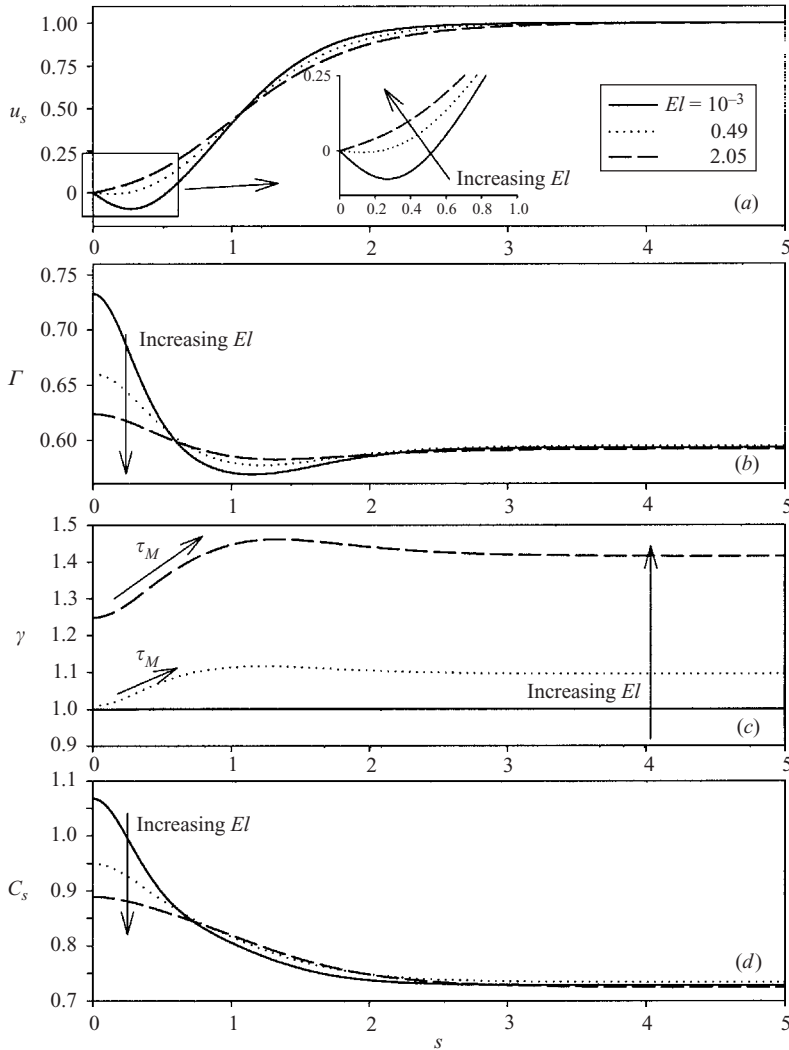 1.00
0.75
u_s
0.50
0.25
0
0 1 2 3 4 5
0.25
0
0 0.2 0.4 0.6 0.8 1.0
Increasing El
El = 10⁻³
0.49
2.05
(a)
0.75
0.70
Γ
0.65
0.60
Increasing El
0 1 2 3 4 5
(b)
1.5
1.4
1.3
γ
1.2
1.1
1.0
0.9
τ_M
τ_M
Increasing El
0 1 2 3 4 5
(c)
1.1
1.0
C_s
0.9
0.8
0.7
Increasing El
(d)
0 1 2 3 4 5
s